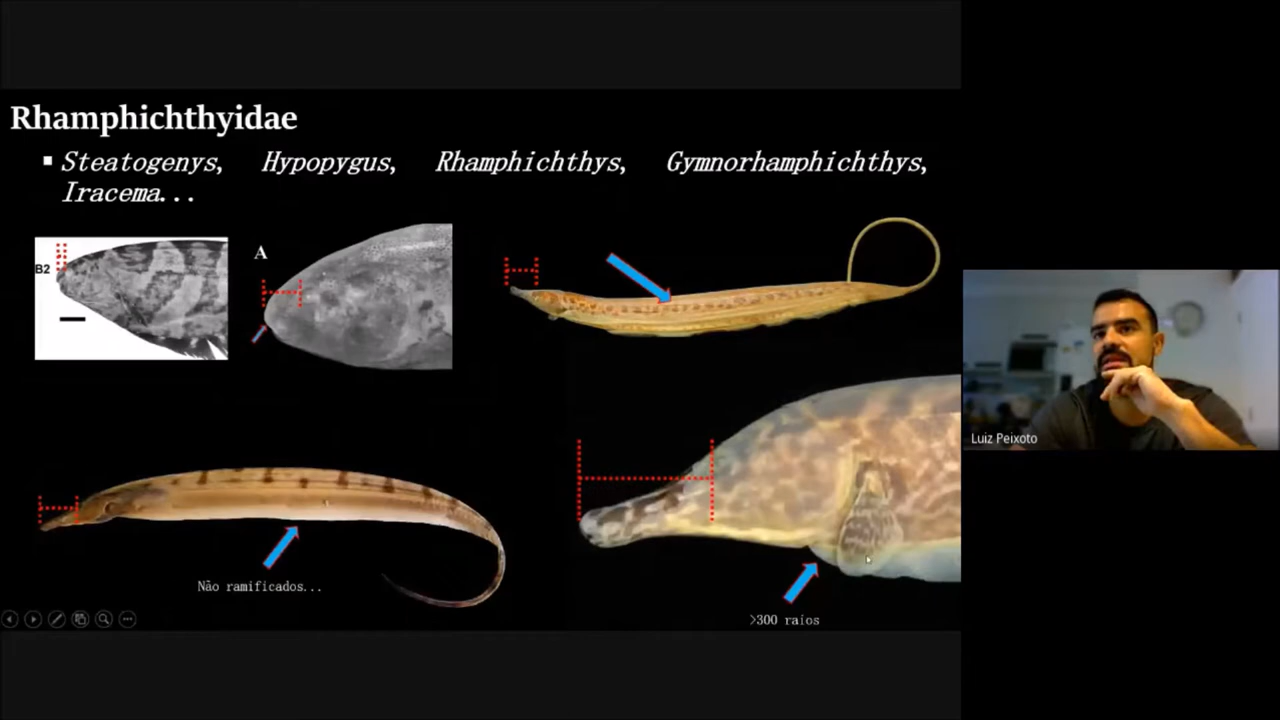 Rhamphichthyidae
▪ Steatogenys, Hypopygus, Rhamphichthys, Gymnorhamphichthys,
Iracema...
B2
A
Luiz Peixoto
Não ramificados...
>300 raios